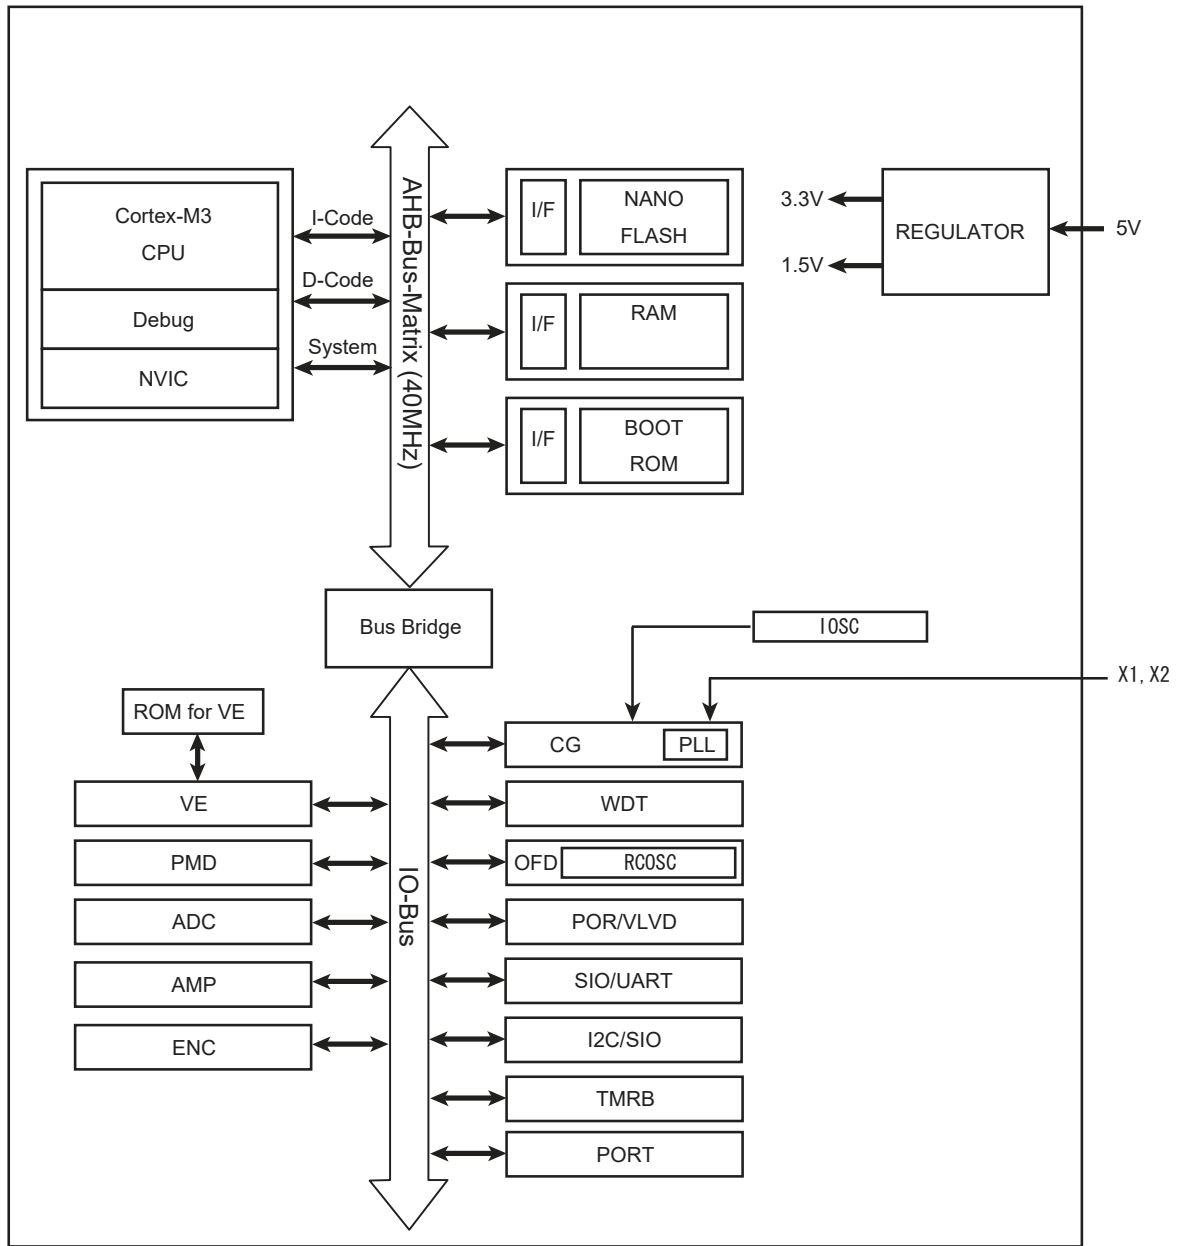 Cortex-M3
CPU
Debug
NVIC
I-Code
D-Code
System
AHB-Bus-Matrix (40MHz)
I/F
NANO
FLASH
I/F
RAM
I/F
BOOT
ROM
3.3V
1.5V
REGULATOR
5V
Bus Bridge
IOSC
X1, X2
ROM for VE
VE
PMD
ADC
AMP
ENC
IO-Bus
CG
PLL
WDT
OFD
RCOSC
POR/VLVD
SIO/UART
I2C/SIO
TMRB
PORT